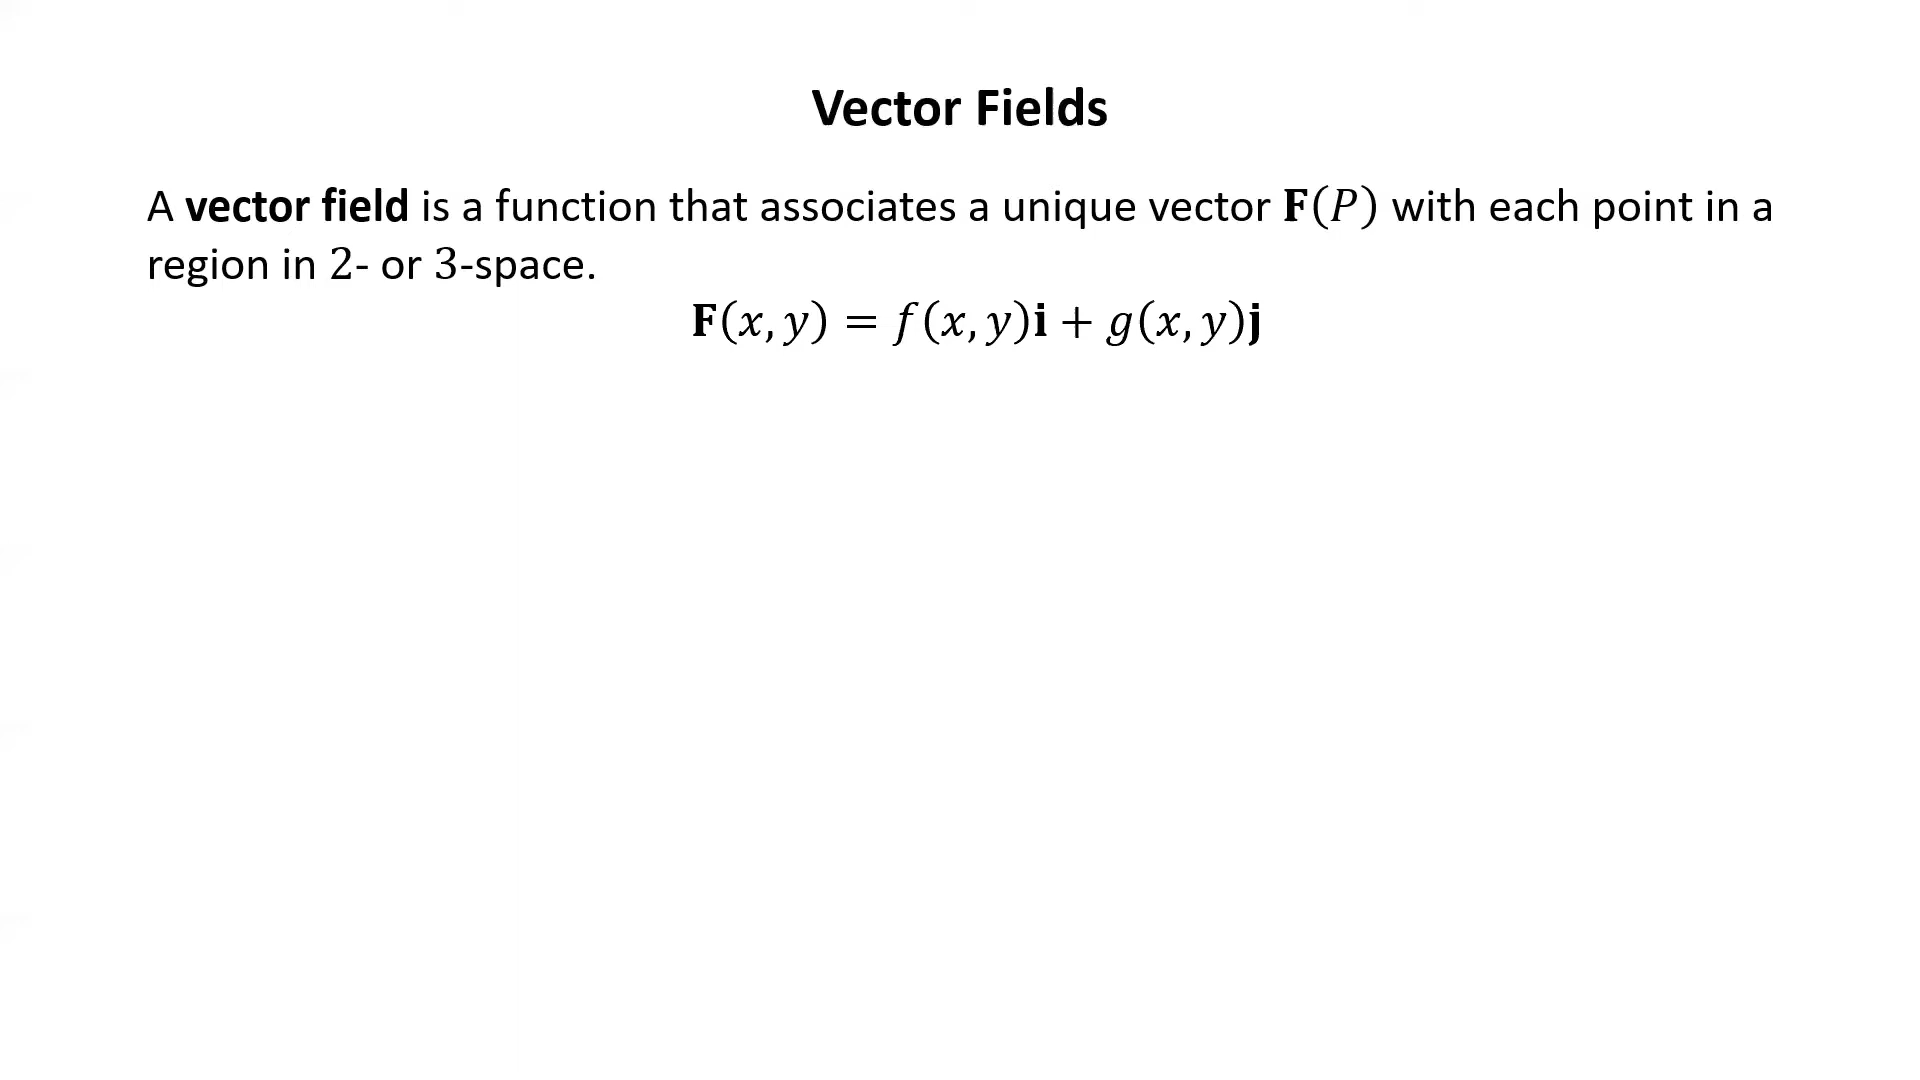 Vector Fields
A vector field is a function that associates a unique vector 𝐅(𝑃) with each point in a
region in 2- or 3-space.
𝐅(𝑥, 𝑦) = 𝑓(𝑥, 𝑦)𝐢 + 𝑔(𝑥, 𝑦)𝐣